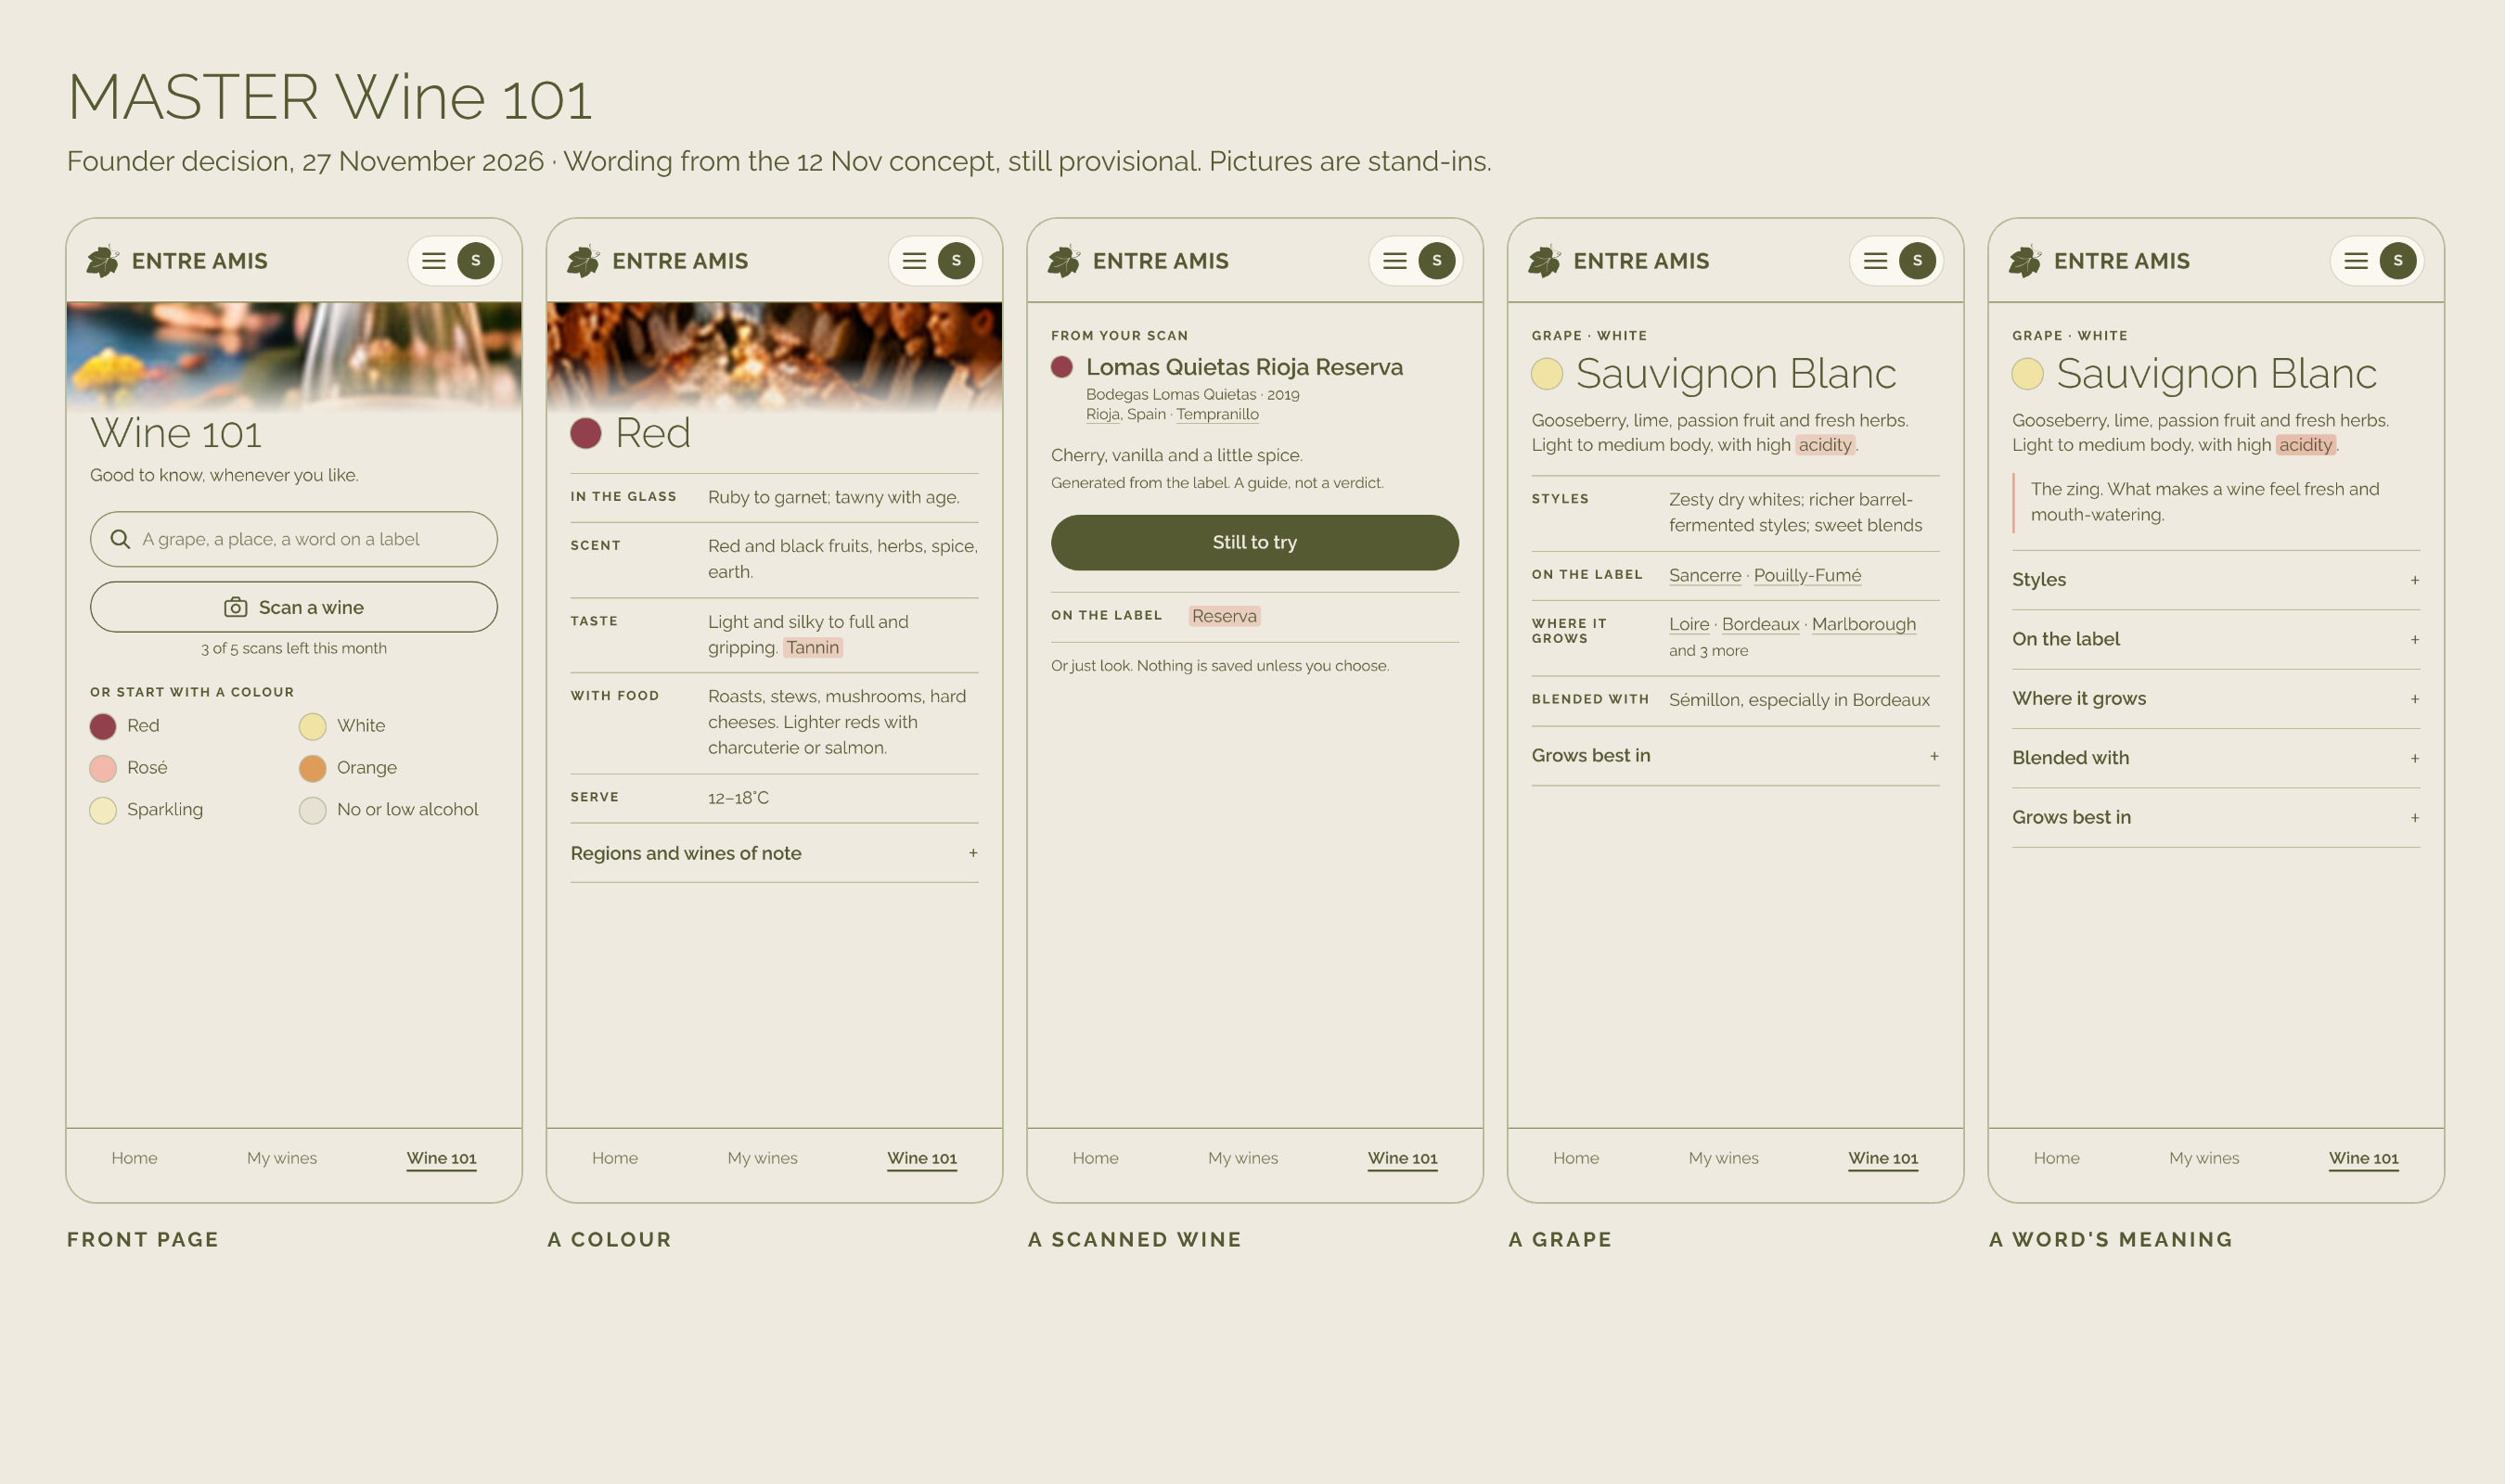 MASTER Wine 101
Founder decision, 27 November 2026 · Wording from the 12 Nov concept, still provisional. Pictures are stand-ins.
ENTRE AMIS
S
Wine 101
Good to know, whenever you like.
A grape, a place, a word on a label
Scan a wine
3 of 5 scans left this month
OR START WITH A COLOUR
Red
White
Rosé
Orange
Sparkling
No or low alcohol
Home
My wines
Wine 101
FRONT PAGE
ENTRE AMIS
S
Red
IN THE GLASS
Ruby to garnet; tawny with age.
SCENT
Red and black fruits, herbs, spice,
earth.
TASTE
Light and silky to full and
gripping. Tannin
WITH FOOD
Roasts, stews, mushrooms, hard
cheeses. Lighter reds with
charcuterie or salmon.
SERVE
12–18°C
Regions and wines of note
+
Home
My wines
Wine 101
A COLOUR
ENTRE AMIS
S
FROM YOUR SCAN
Lomas Quietas Rioja Reserva
Bodegas Lomas Quietas · 2019
Rioja, Spain · Tempranillo
Cherry, vanilla and a little spice.
Generated from the label. A guide, not a verdict.
Still to try
ON THE LABEL
Reserva
Or just look. Nothing is saved unless you choose.
Home
My wines
Wine 101
A SCANNED WINE
ENTRE AMIS
S
GRAPE · WHITE
Sauvignon Blanc
Gooseberry, lime, passion fruit and fresh herbs.
Light to medium body, with high acidity.
STYLES
Zesty dry whites; richer barrel-
fermented styles; sweet blends
ON THE LABEL
Sancerre · Pouilly-Fumé
WHERE IT
GROWS
Loire · Bordeaux · Marlborough
and 3 more
BLENDED WITH
Sémillon, especially in Bordeaux
Grows best in
+
Home
My wines
Wine 101
A GRAPE
ENTRE AMIS
S
GRAPE · WHITE
Sauvignon Blanc
Gooseberry, lime, passion fruit and fresh herbs.
Light to medium body, with high acidity.
The zing. What makes a wine feel fresh and
mouth-watering.
Styles
+
On the label
+
Where it grows
+
Blended with
+
Grows best in
+
Home
My wines
Wine 101
A WORD'S MEANING